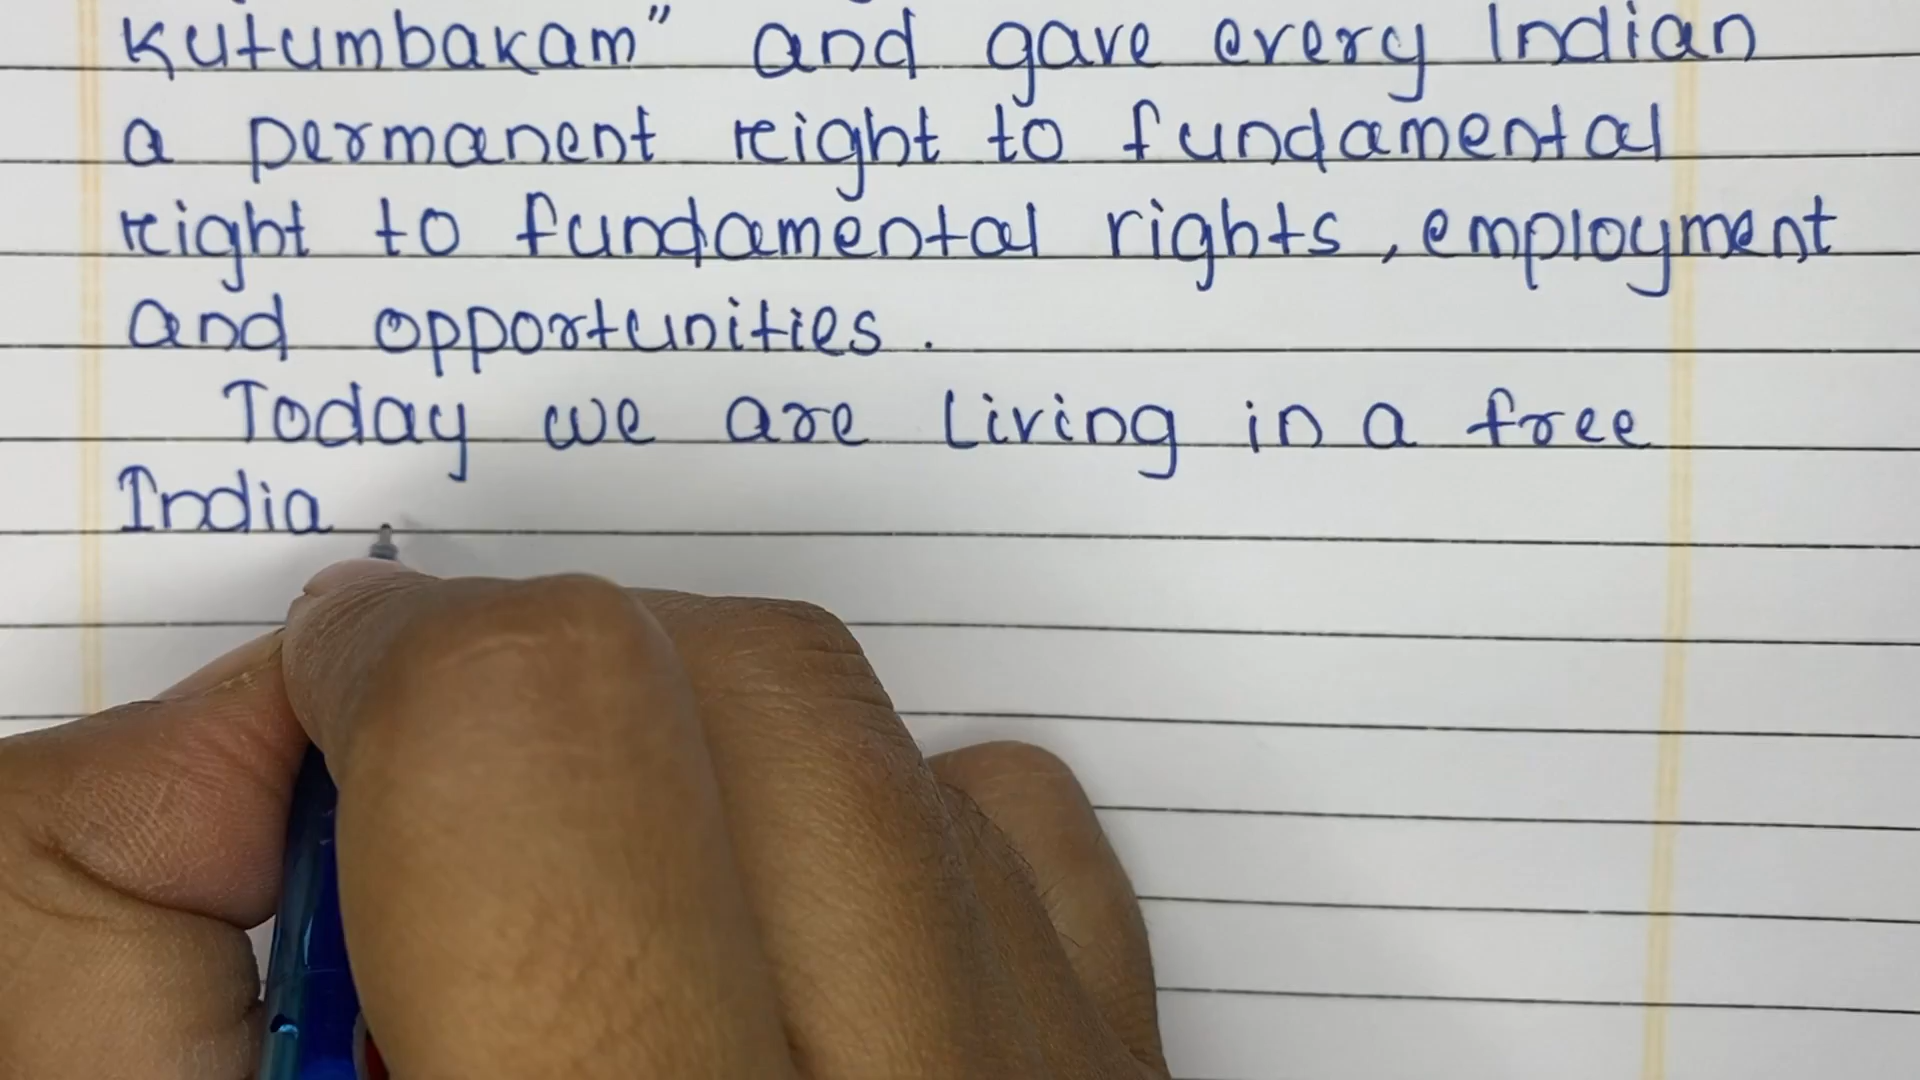 Kutumbakam" and gave every Indian
a permanent right to fundamental
right to fundamental rights, employment
and opportunities.
Today we are living in a free
India